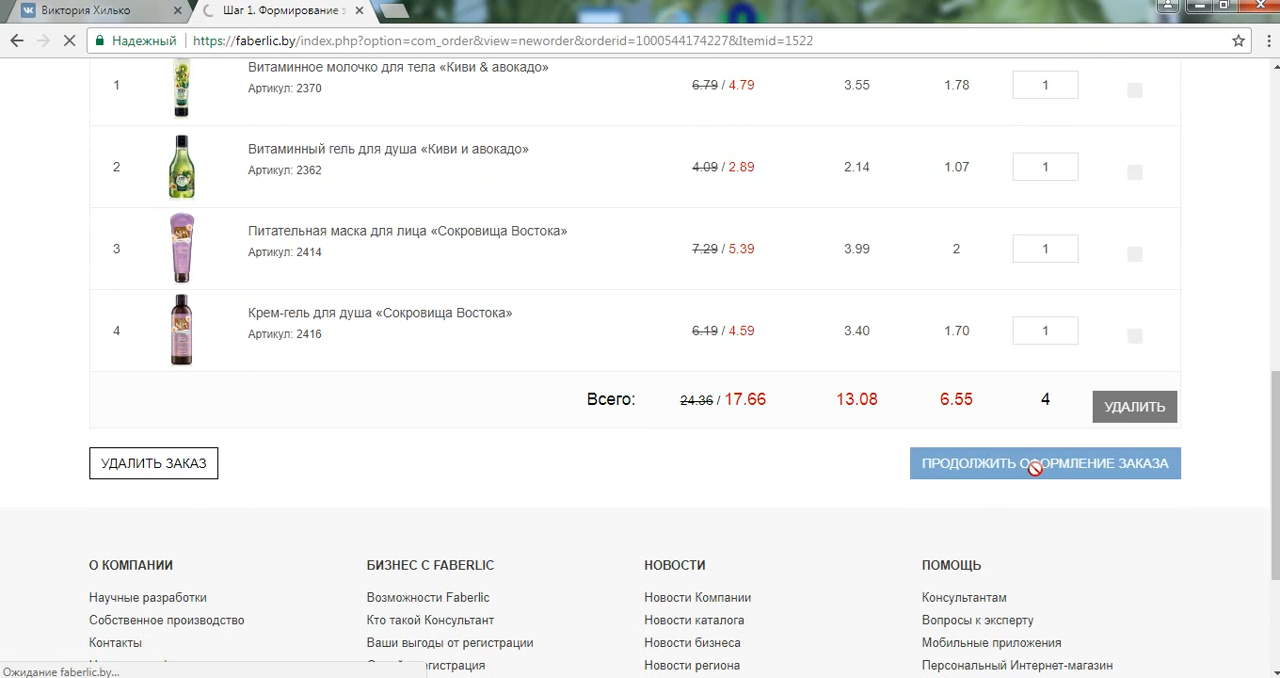 Виктория Хилько
Шаг 1. Формирование з
Надежный
https://faberlic.by/index.php?option=com_order&view=neworder&orderid=1000544174227&Itemid=1522
1 Витаминное молочко для тела «Киви & авокадо» 6.79 / 4.79 3.55 1.78 1
Артикул: 2370
2 Витаминный гель для душа «Киви и авокадо» 4.09 / 2.89 2.14 1.07 1
Артикул: 2362
3 Питательная маска для лица «Сокровища Востока» 7.29 / 5.39 3.99 2 1
Артикул: 2414
4 Крем-гель для душа «Сокровища Востока» 6.19 / 4.59 3.40 1.70 1
Артикул: 2416
Всего: 24.36 / 17.66 13.08 6.55 4
УДАЛИТЬ
УДАЛИТЬ ЗАКАЗ
ПРОДОЛЖИТЬ ОФОРМЛЕНИЕ ЗАКАЗА
О КОМПАНИИ БИЗНЕС С FABERLIC НОВОСТИ ПОМОЩЬ
Научные разработки Возможности Faberlic Новости Компании Консультантам
Собственное производство Кто такой Консультант Новости каталога Вопросы к эксперту
Контакты Ваши выгоды от регистрации Новости бизнеса Мобильные приложения
Новости региона Персональный Интернет-магазин
Ожидание faberlic.by...